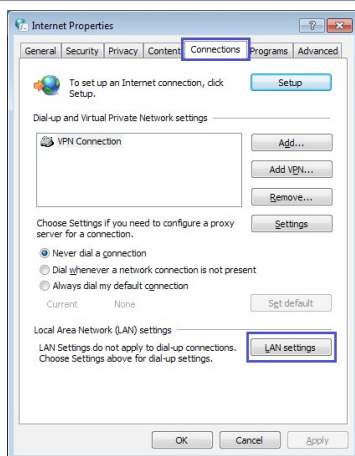 Internet Properties
General Security Privacy Content Connections Programs Advanced
To set up an Internet connection, click
Setup.
Setup
Dial-up and Virtual Private Network settings
VPN Connection
Add...
Add VPN...
Remove...
Choose Settings if you need to configure a proxy
server for a connection.
Settings
Never dial a connection
Dial whenever a network connection is not present
Always dial my default connection
Current None
Set default
Local Area Network (LAN) settings
LAN Settings do not apply to dial-up connections.
Choose Settings above for dial-up settings.
LAN settings
OK Cancel Apply